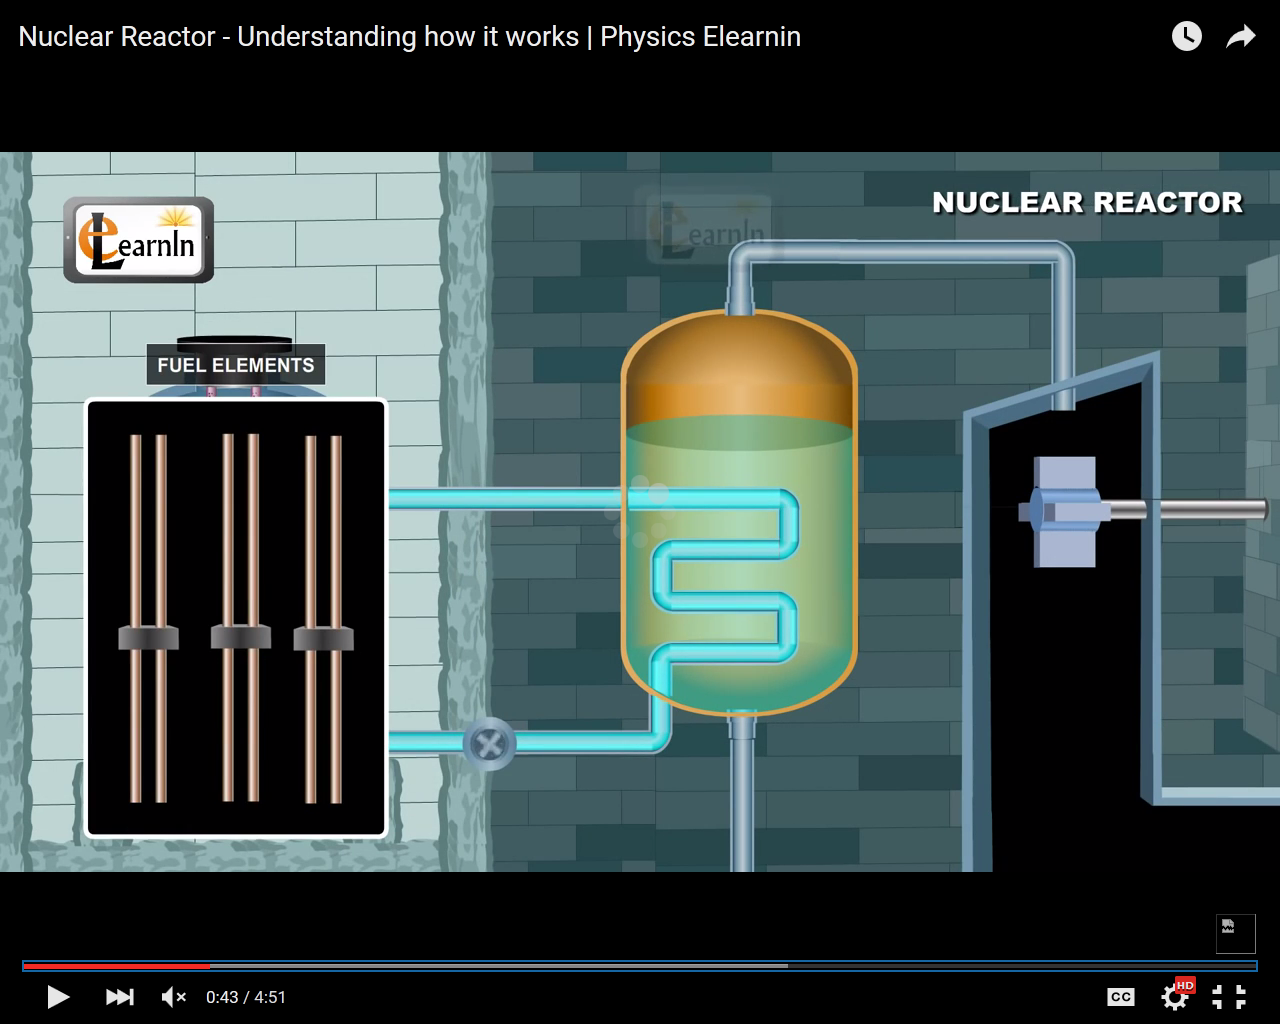 Nuclear Reactor - Understanding how it works | Physics Elearnin
eLearnIn
earnIn
NUCLEAR REACTOR
FUEL ELEMENTS
0:43 / 4:51
CC
HD